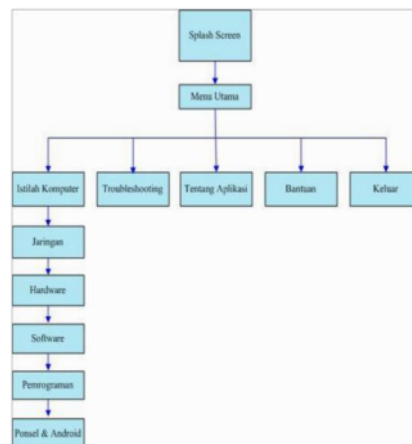 Splash Screen
Menu Utama
Istilah Komputer
Troubleshooting
Tentang Aplikasi
Bantuan
Keluar
Jaringan
Hardware
Software
Pemrograman
Ponsel & Android